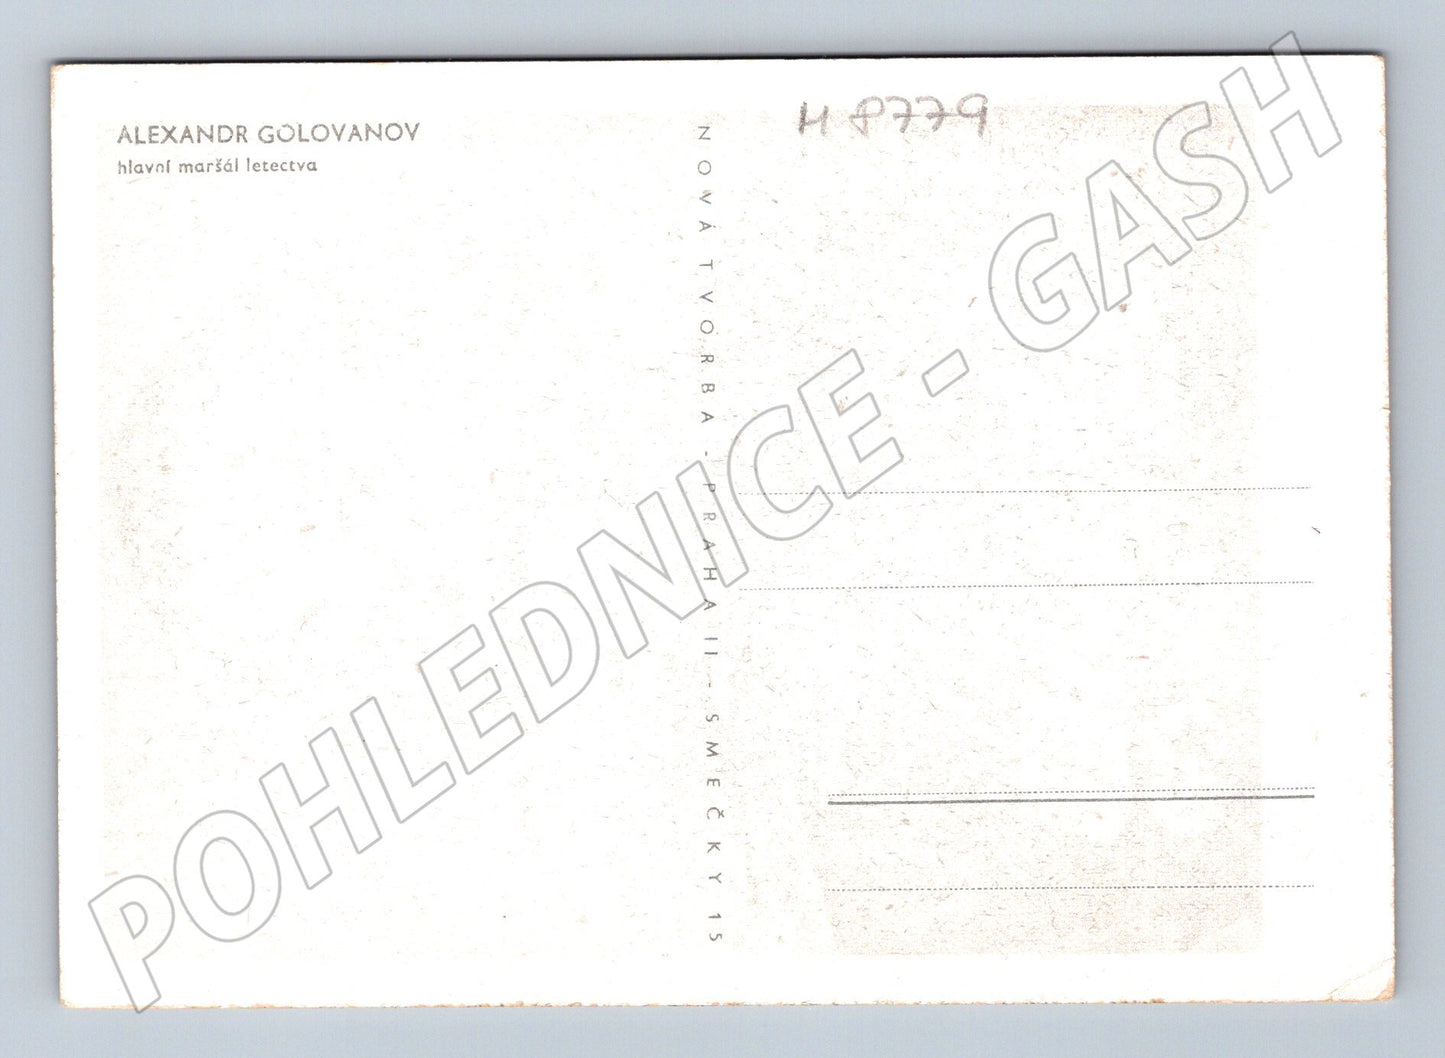 ALEXANDR GOLOVANOV
hlavní maršál letectva
H 8779
NOVÁ TVORBA - PRAHA II - SMEČKY 15
POHLEDNICE - GASH